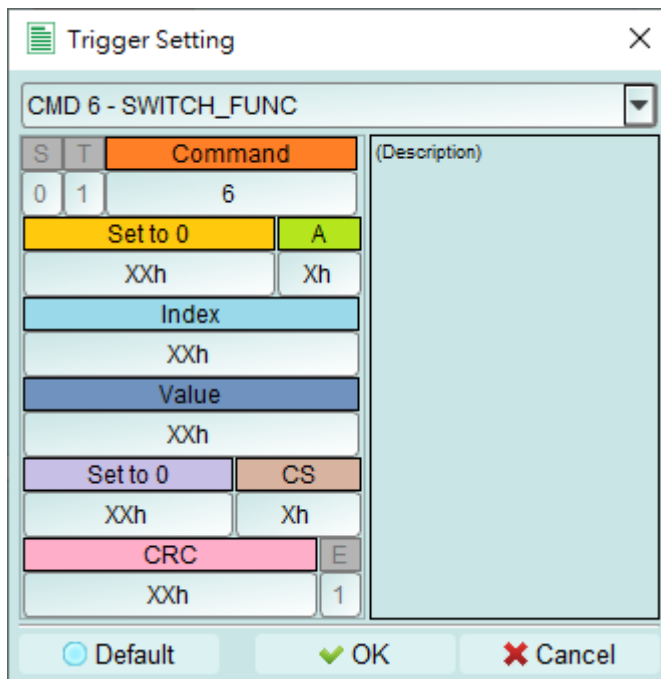 Trigger Setting
CMD 6 - SWITCH_FUNC
S T Command
0 1 6
Set to 0 A
XXh Xh
Index
XXh
Value
XXh
Set to 0 CS
XXh Xh
CRC E
XXh 1
(Description)
Default OK Cancel